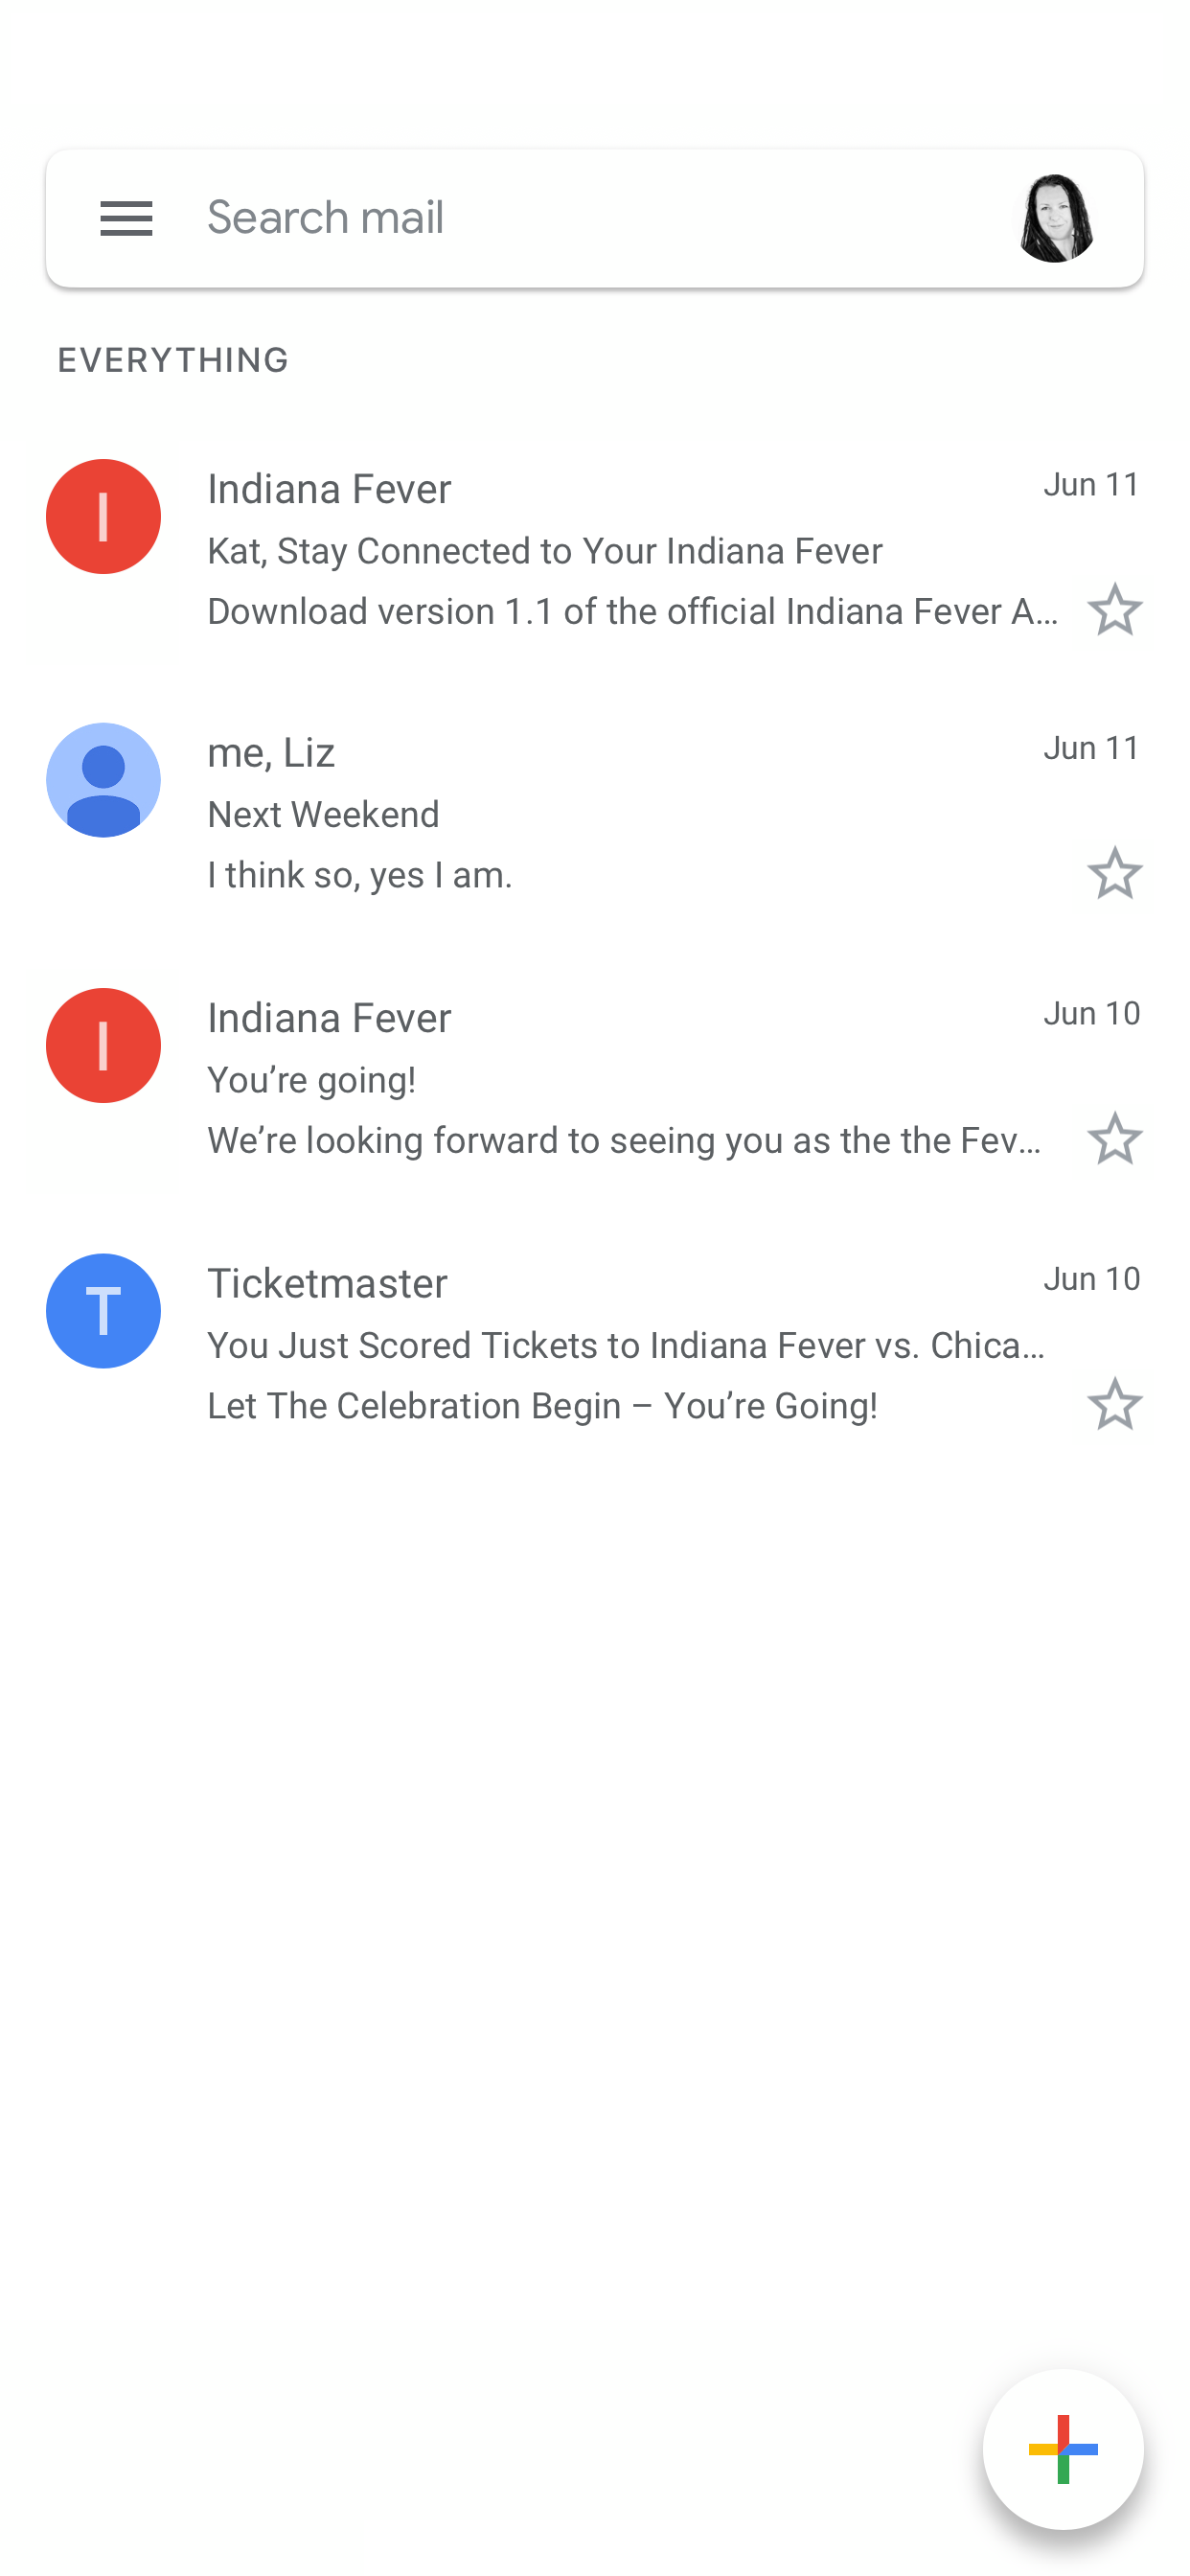 Search mail
EVERYTHING
I
Indiana Fever
Jun 11
Kat, Stay Connected to Your Indiana Fever
Download version 1.1 of the official Indiana Fever A...
me, Liz
Jun 11
Next Weekend
I think so, yes I am.
I
Indiana Fever
Jun 10
You’re going!
We’re looking forward to seeing you as the the Fev...
T
Ticketmaster
Jun 10
You Just Scored Tickets to Indiana Fever vs. Chica...
Let The Celebration Begin – You’re Going!